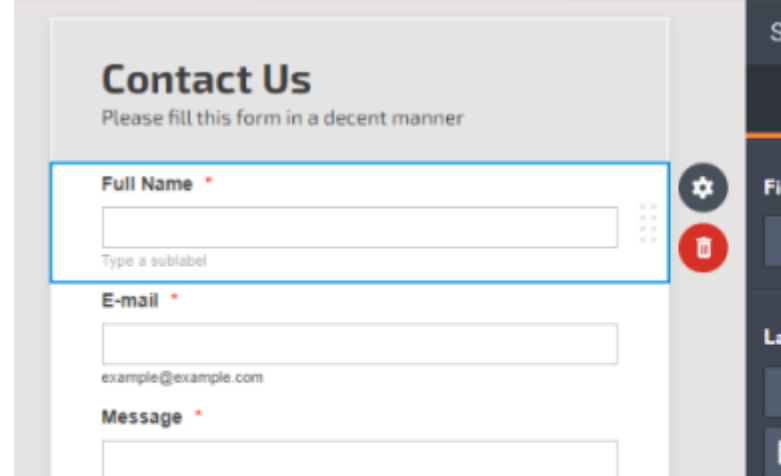 Contact Us
Please fill this form in a decent manner
Full Name *
Type a sublabel
E-mail *
example@example.com
Message *